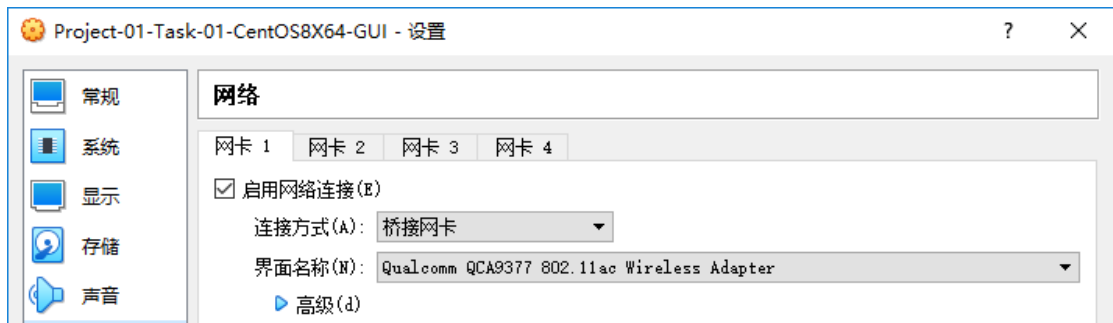 Project-01-Task-01-CentOS8X64-GUI - 设置
?
常规
系统
显示
存储
声音
网络
网卡 1 网卡 2 网卡 3 网卡 4
启用网络连接(E)
连接方式(A): 桥接网卡
界面名称(N): Qualcomm QCA9377 802.11ac Wireless Adapter
高级(d)